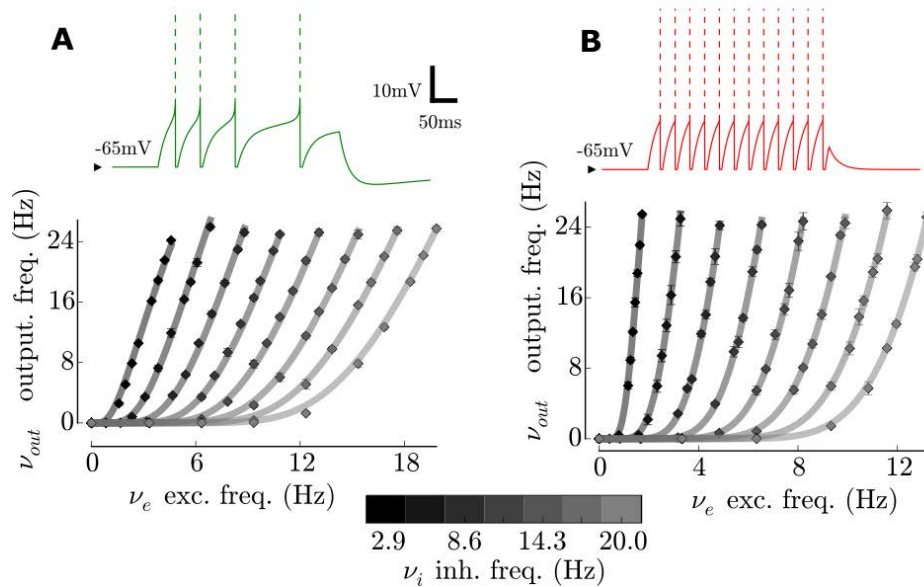 A
-65mV
10mV
50ms
ν_out output. freq. (Hz)
24
16
8
0
0 6 12 18
ν_e exc. freq. (Hz)
B
-65mV
ν_out output. freq. (Hz)
24
16
8
0
0 4 8 12
ν_e exc. freq. (Hz)
2.9 8.6 14.3 20.0
ν_i inh. freq. (Hz)